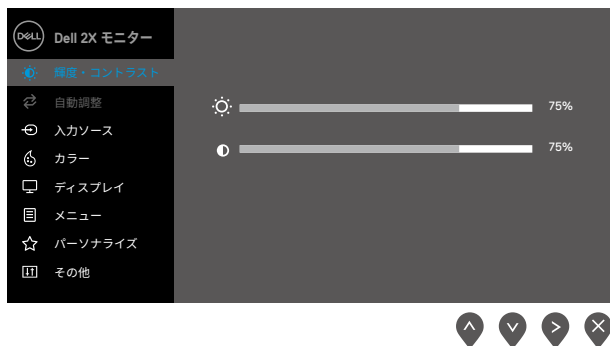 DELL
Dell 2X モニター
輝度・コントラスト
自動調整
75%
入力ソース
カラー
75%
ディスプレイ
メニュー
パーソナライズ
その他